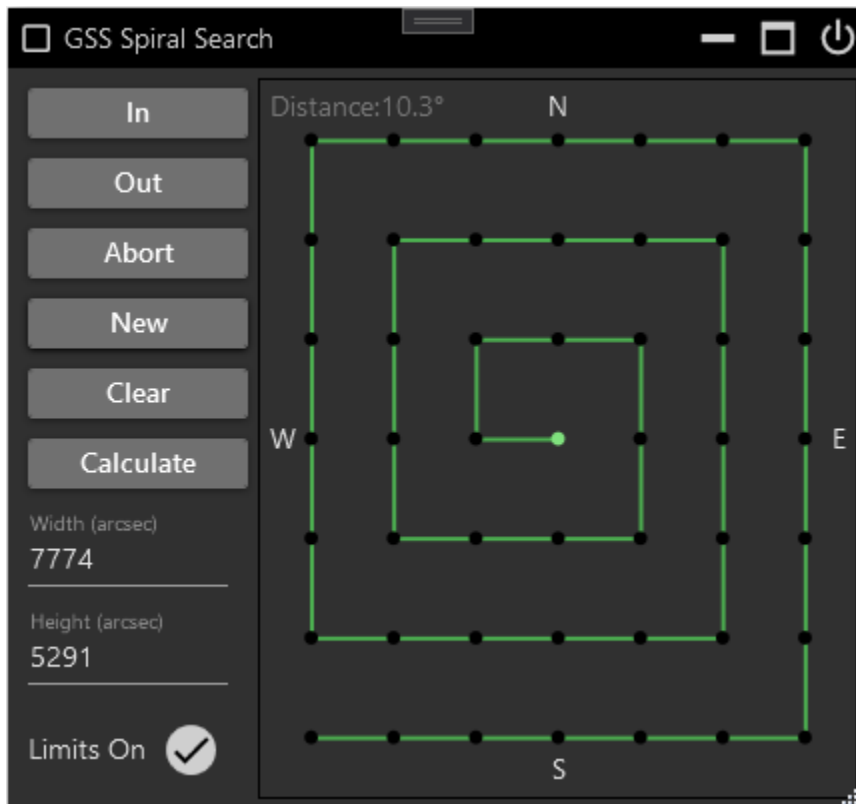 GSS Spiral Search
In
Out
Abort
New
Clear
Calculate
Width (arcsec)
7774
Height (arcsec)
5291
Limits On
Distance:10.3°
N
W
E
S